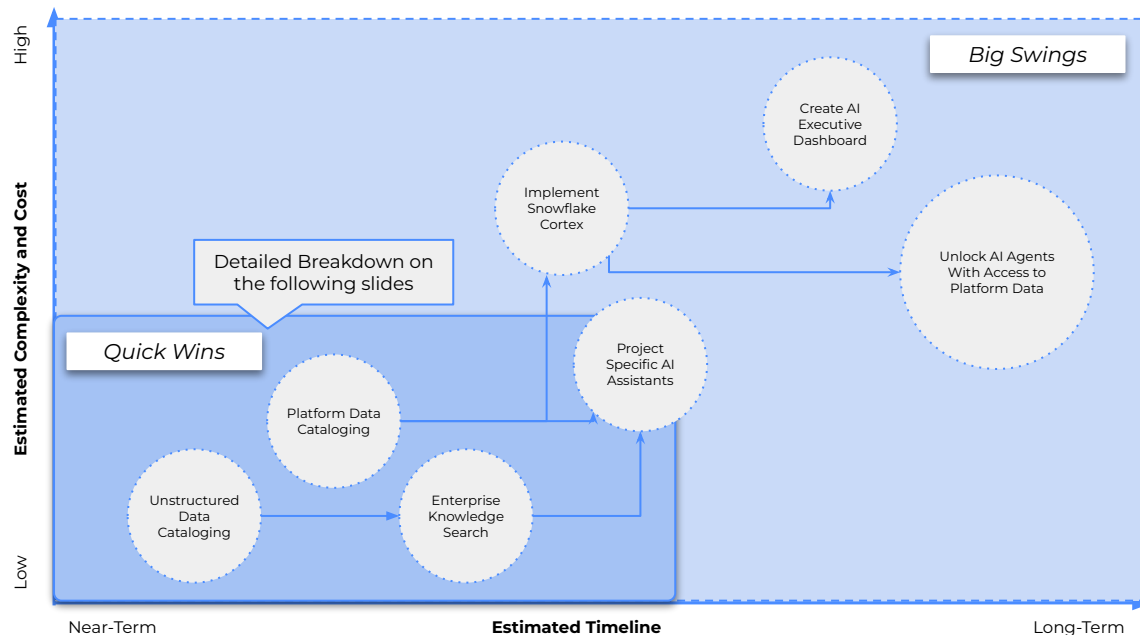 High
Big Swings
Create AI
Executive
Dashboard
Implement
Snowflake
Cortex
Estimated Complexity and Cost
Detailed Breakdown on
the following slides
Unlock AI Agents
With Access to
Platform Data
Quick Wins
Project
Specific AI
Assistants
Platform Data
Cataloging
Unstructured
Data
Cataloging
Enterprise
Knowledge
Search
Low
Near-Term
Estimated Timeline
Long-Term